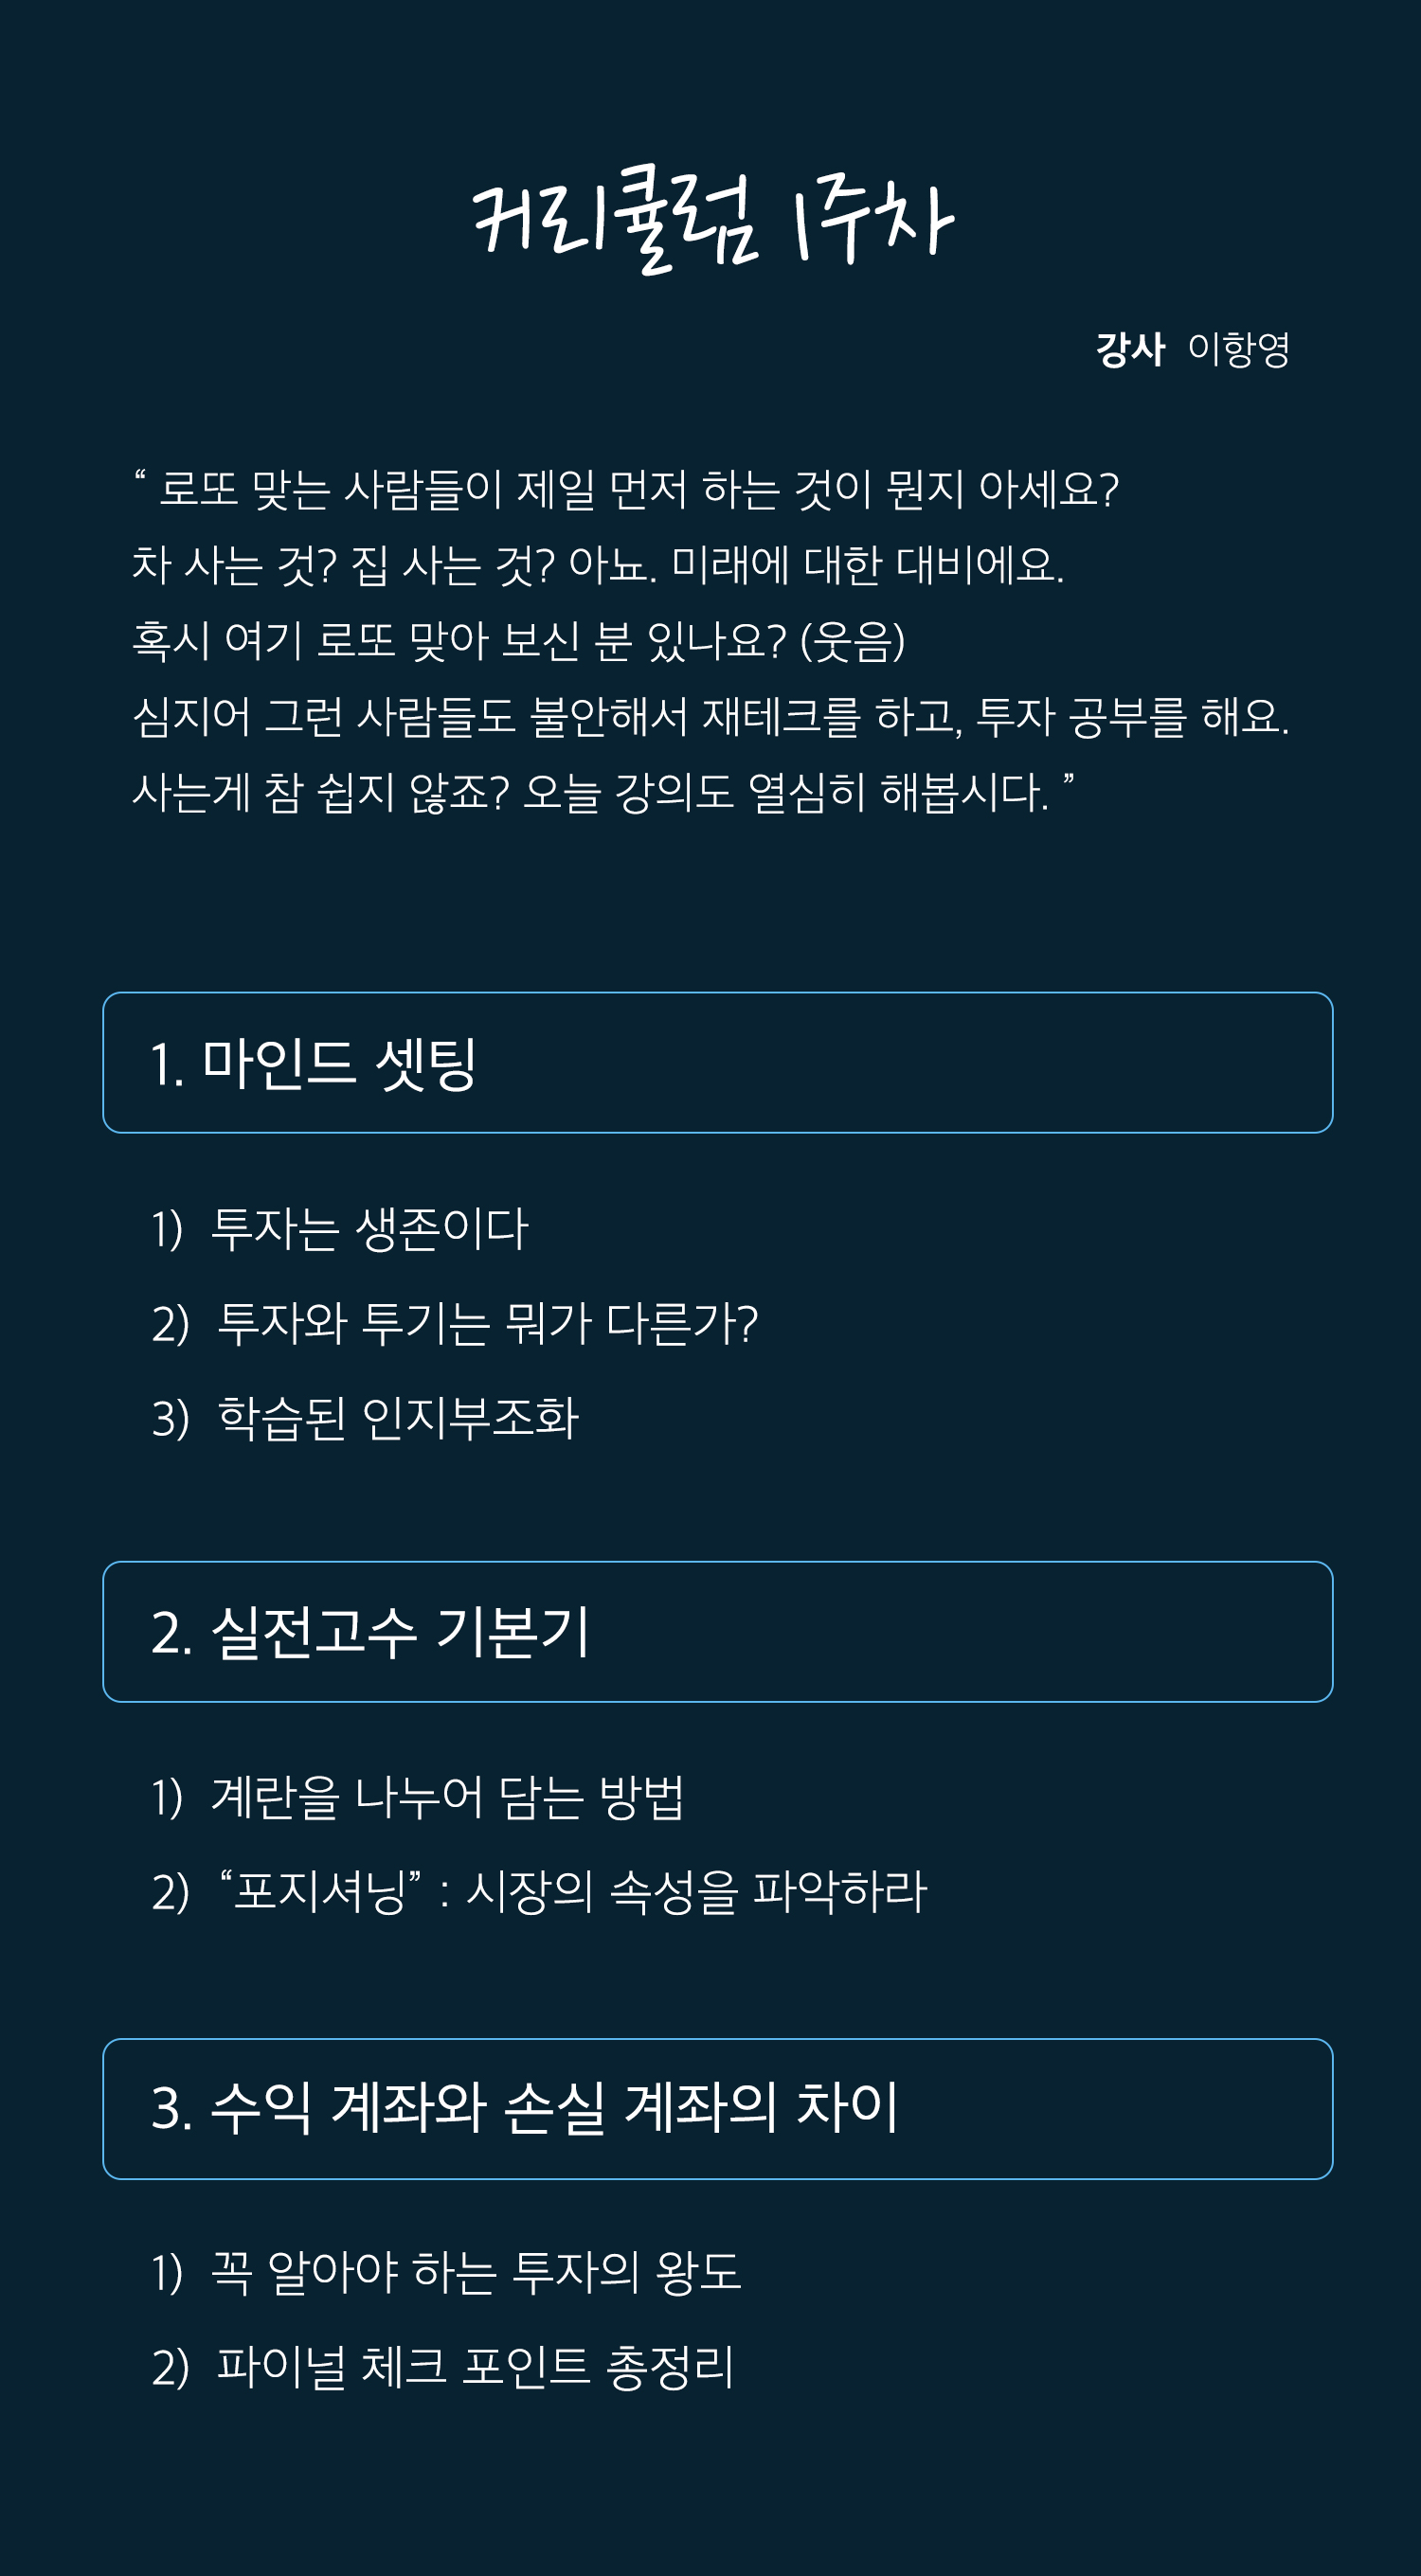 커리큘럼 1주차
강사 이항영
“ 로또 맞는 사람들이 제일 먼저 하는 것이 뭔지 아세요?
차 사는 것? 집 사는 것? 아뇨. 미래에 대한 대비에요.
혹시 여기 로또 맞아 보신 분 있나요? (웃음)
심지어 그런 사람들도 불안해서 재테크를 하고, 투자 공부를 해요.
사는게 참 쉽지 않죠? 오늘 강의도 열심히 해봅시다. ”
1. 마인드 셋팅
1) 투자는 생존이다
2) 투자와 투기는 뭐가 다른가?
3) 학습된 인지부조화
2. 실전고수 기본기
1) 계란을 나누어 담는 방법
2) “포지셔닝” : 시장의 속성을 파악하라
3. 수익 계좌와 손실 계좌의 차이
1) 꼭 알아야 하는 투자의 왕도
2) 파이널 체크 포인트 총정리